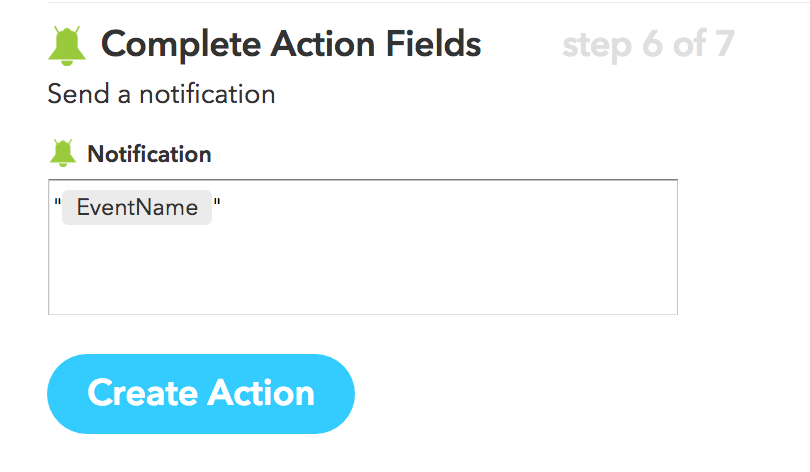 Complete Action Fields step 6 of 7
Send a notification
Notification
" EventName "
Create Action